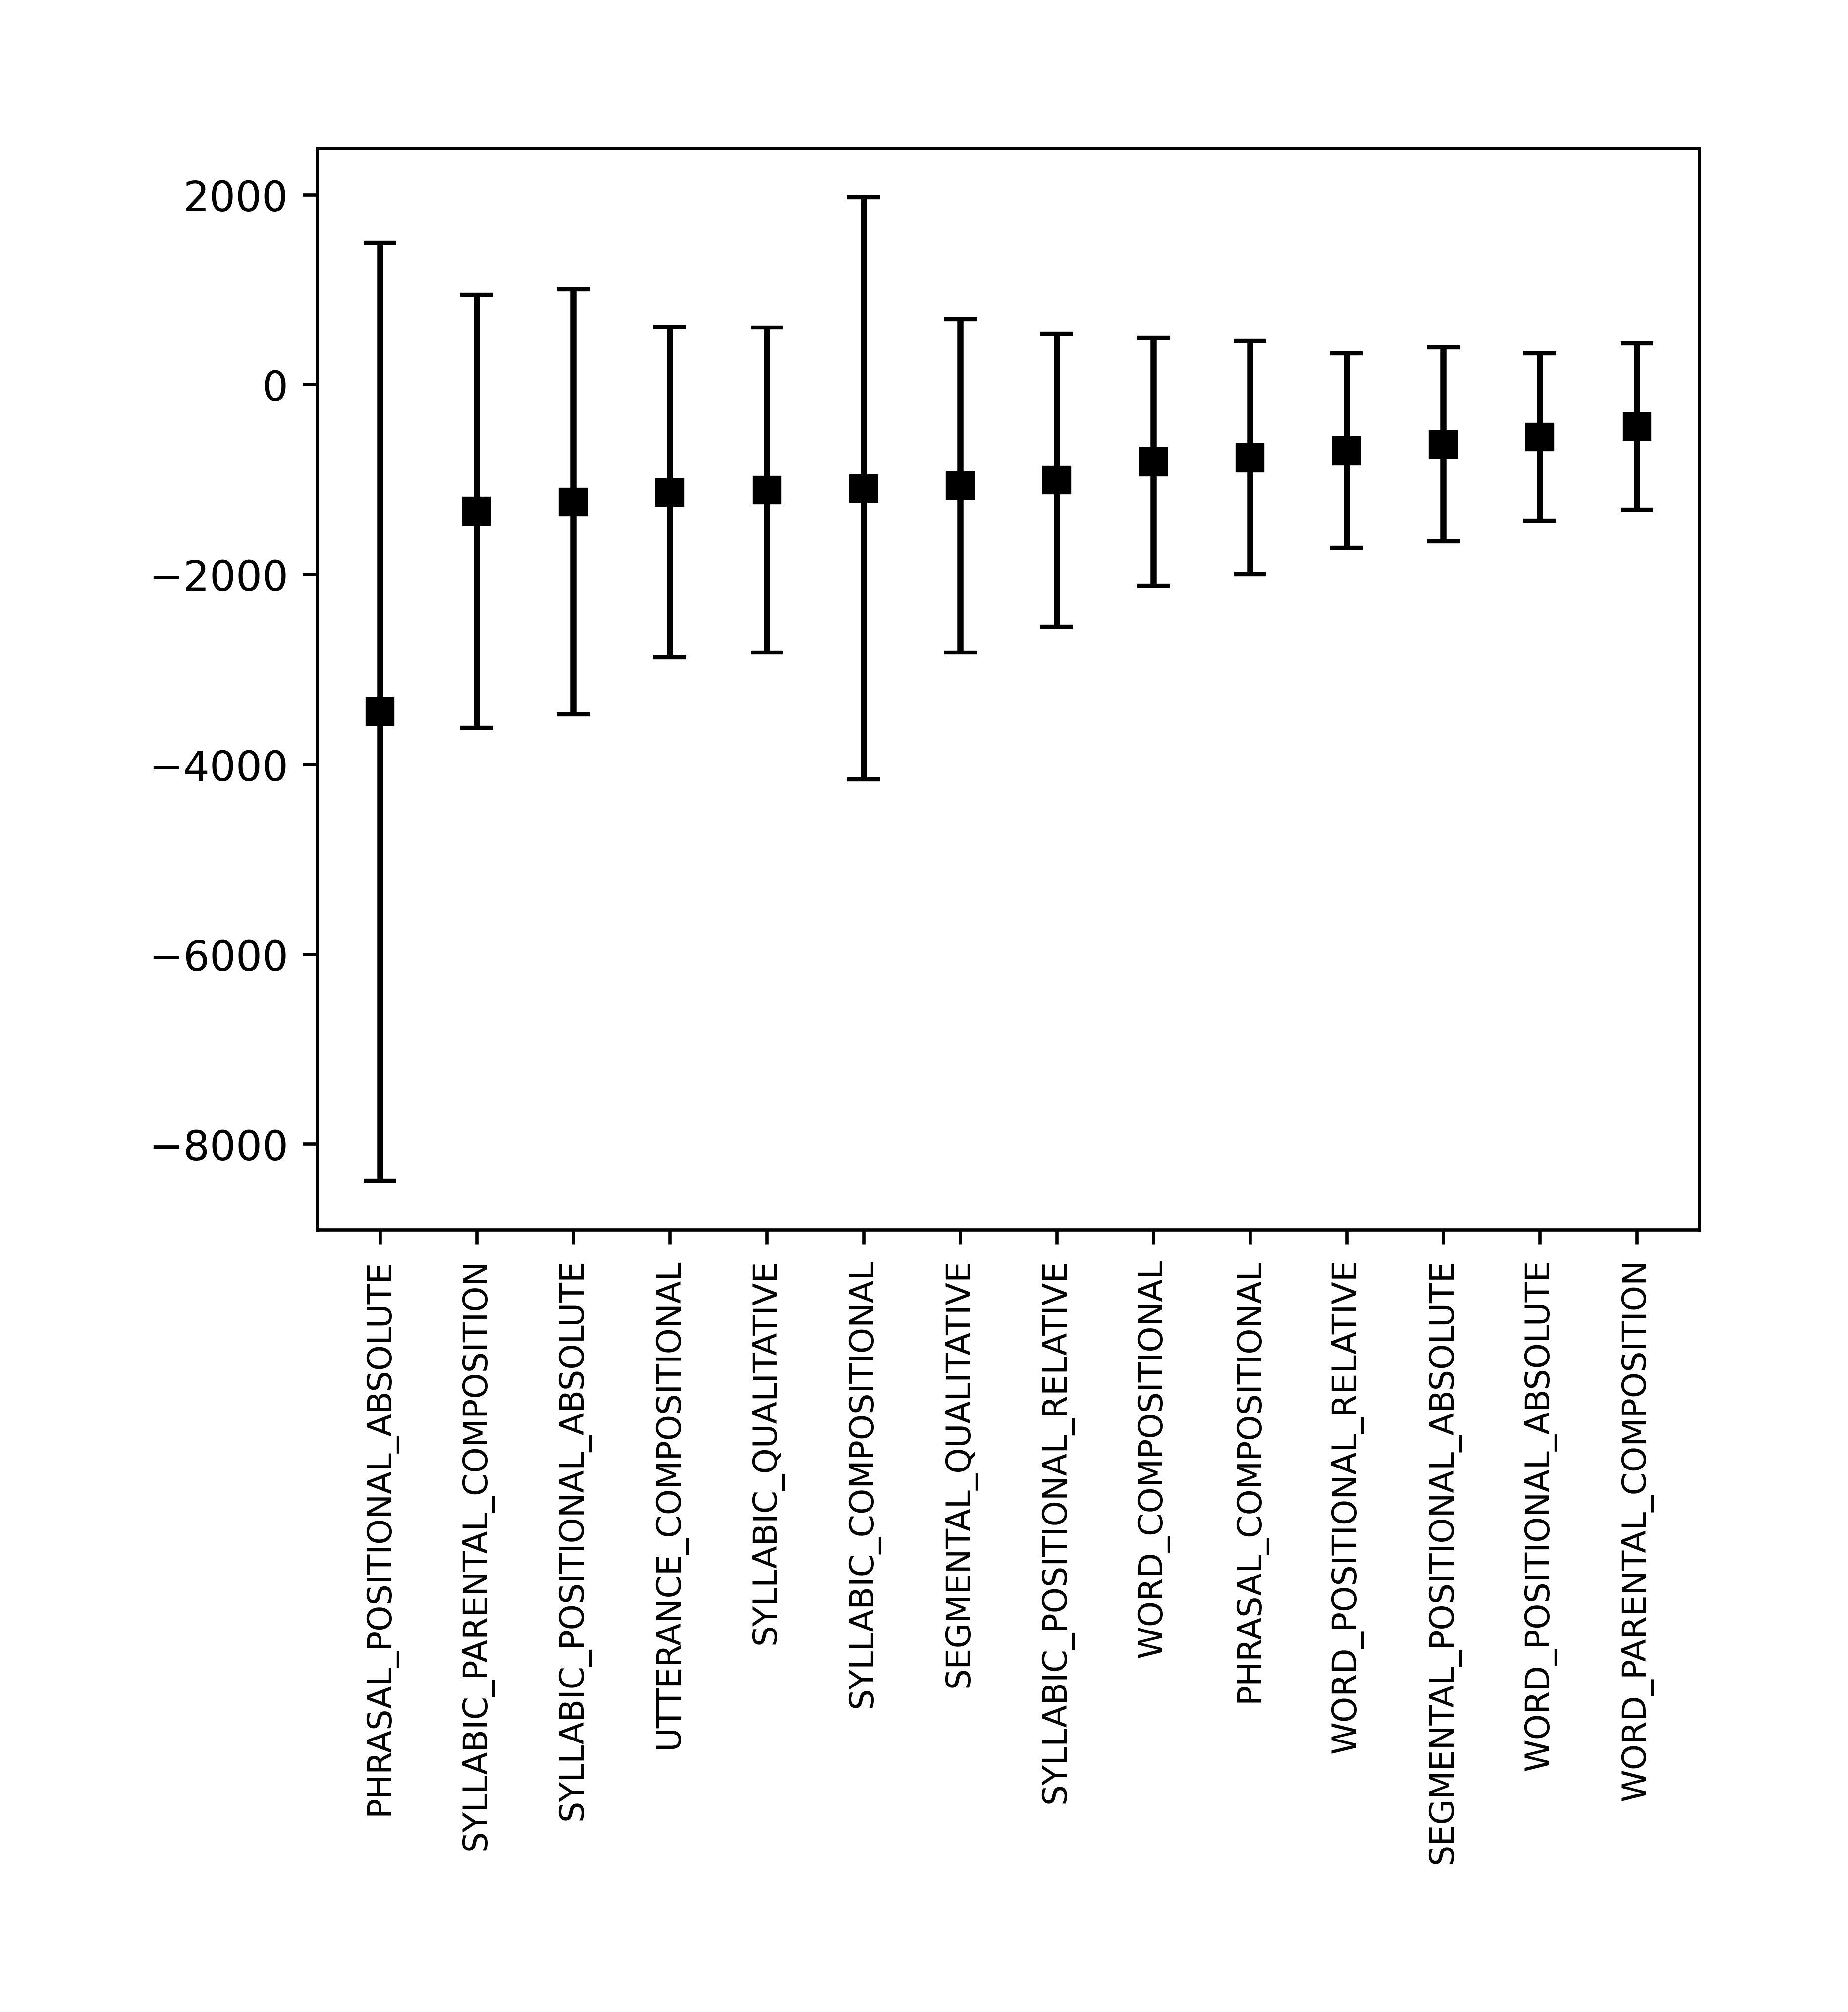 2000
0
−2000
−4000
−6000
−8000
PHRASAL_POSITIONAL_ABSOLUTE
SYLLABIC_PARENTAL_COMPOSITION
SYLLABIC_POSITIONAL_ABSOLUTE
UTTERANCE_COMPOSITIONAL
SYLLABIC_QUALITATIVE
SYLLABIC_COMPOSITIONAL
SEGMENTAL_QUALITATIVE
SYLLABIC_POSITIONAL_RELATIVE
WORD_COMPOSITIONAL
PHRASAL_COMPOSITIONAL
WORD_POSITIONAL_RELATIVE
SEGMENTAL_POSITIONAL_ABSOLUTE
WORD_POSITIONAL_ABSOLUTE
WORD_PARENTAL_COMPOSITION